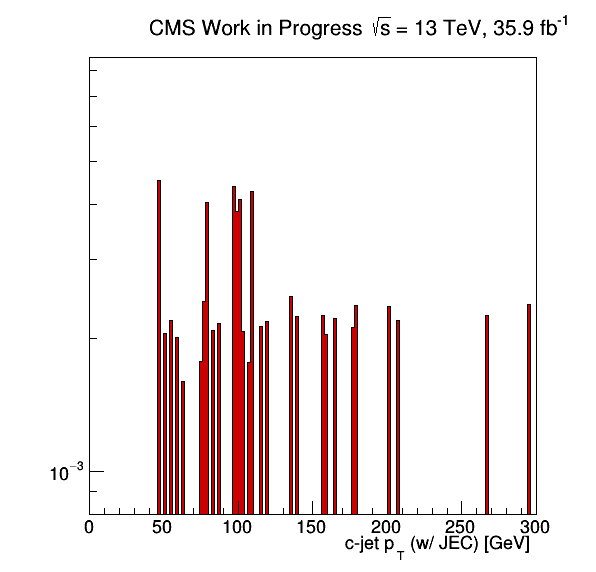 CMS Work in Progress √s = 13 TeV, 35.9 fb⁻¹
10⁻³
0 50 100 150 200 250 300
c-jet p_T (w/ JEC) [GeV]